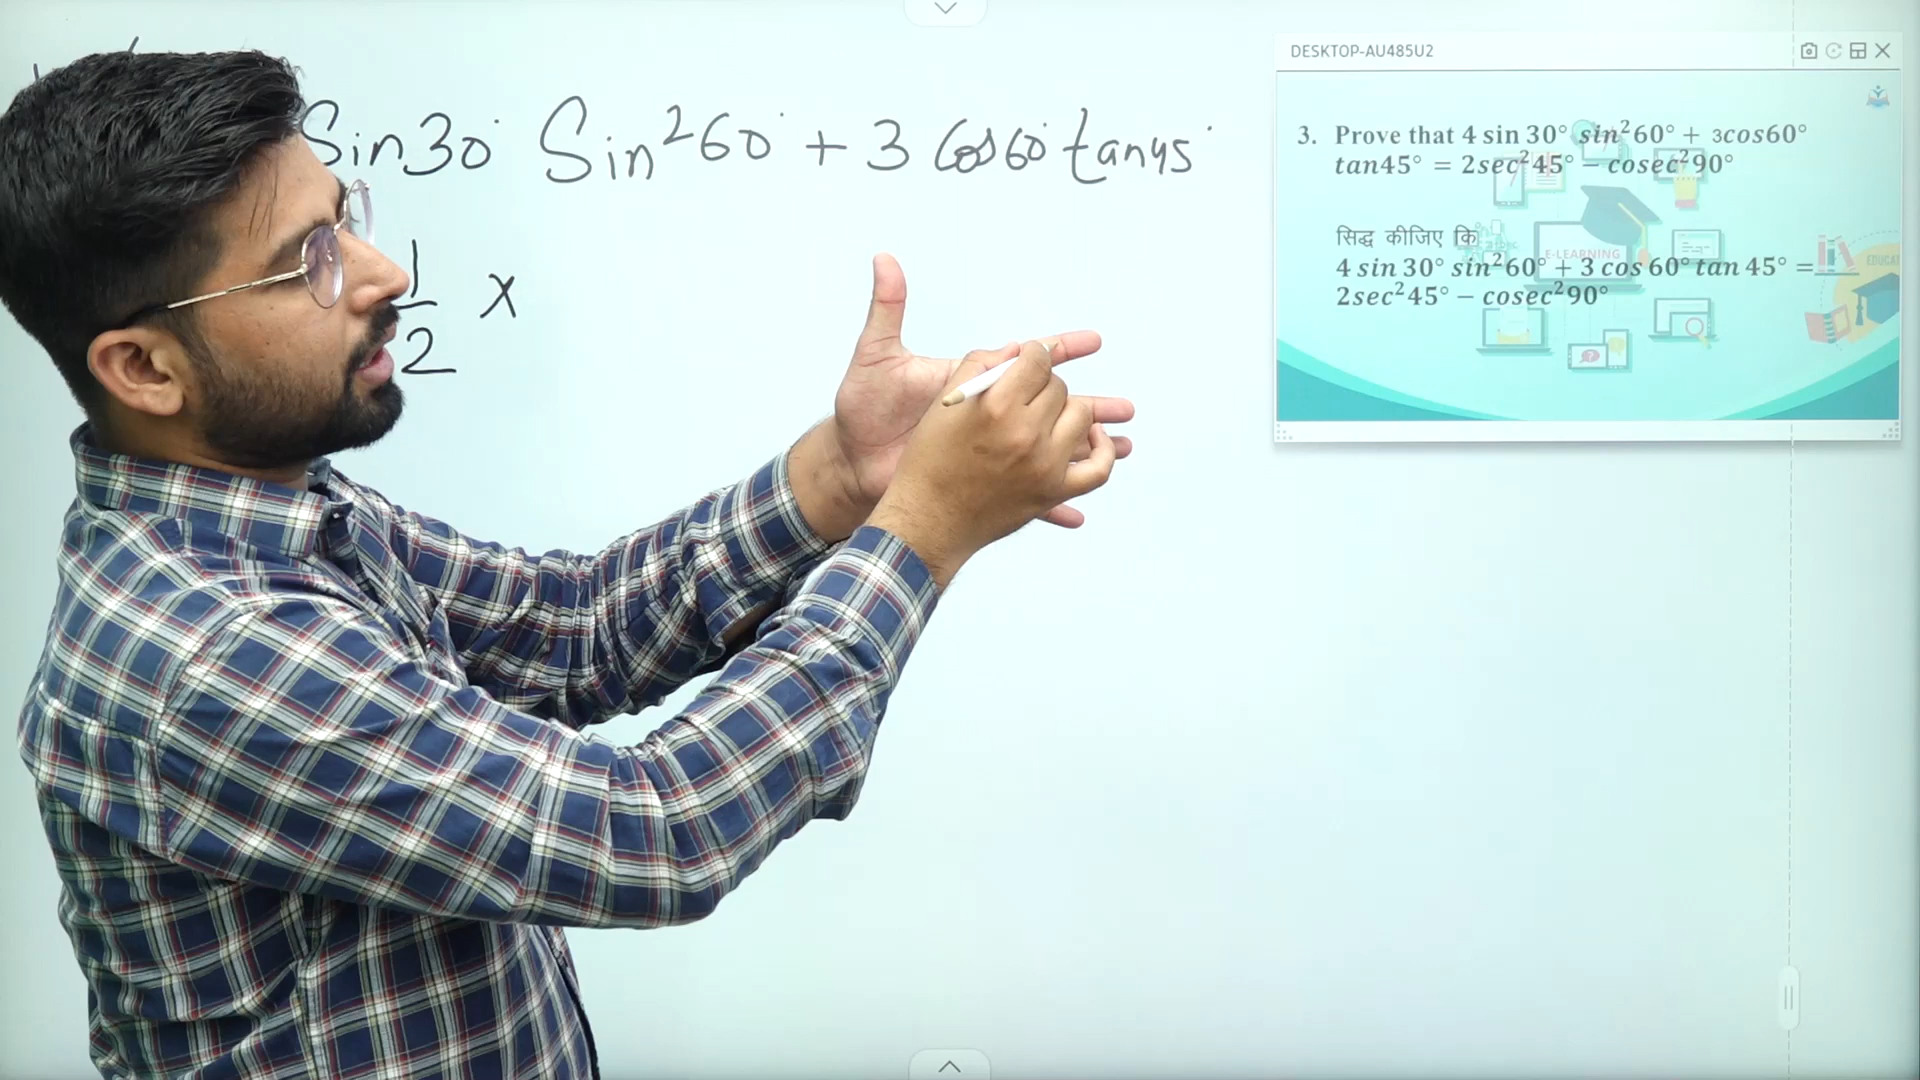 Sin30° Sin²60° + 3 Cos60° tan45°
1/2 ×
DESKTOP-AU485U2
3. Prove that 4 sin 30° sin²60° + 3cos60°
tan45° = 2sec²45° − cosec²90°
सिद्ध कीजिए कि
4 sin 30° sin²60° + 3 cos 60° tan 45° =
2sec²45° − cosec²90°
E-LEARNING